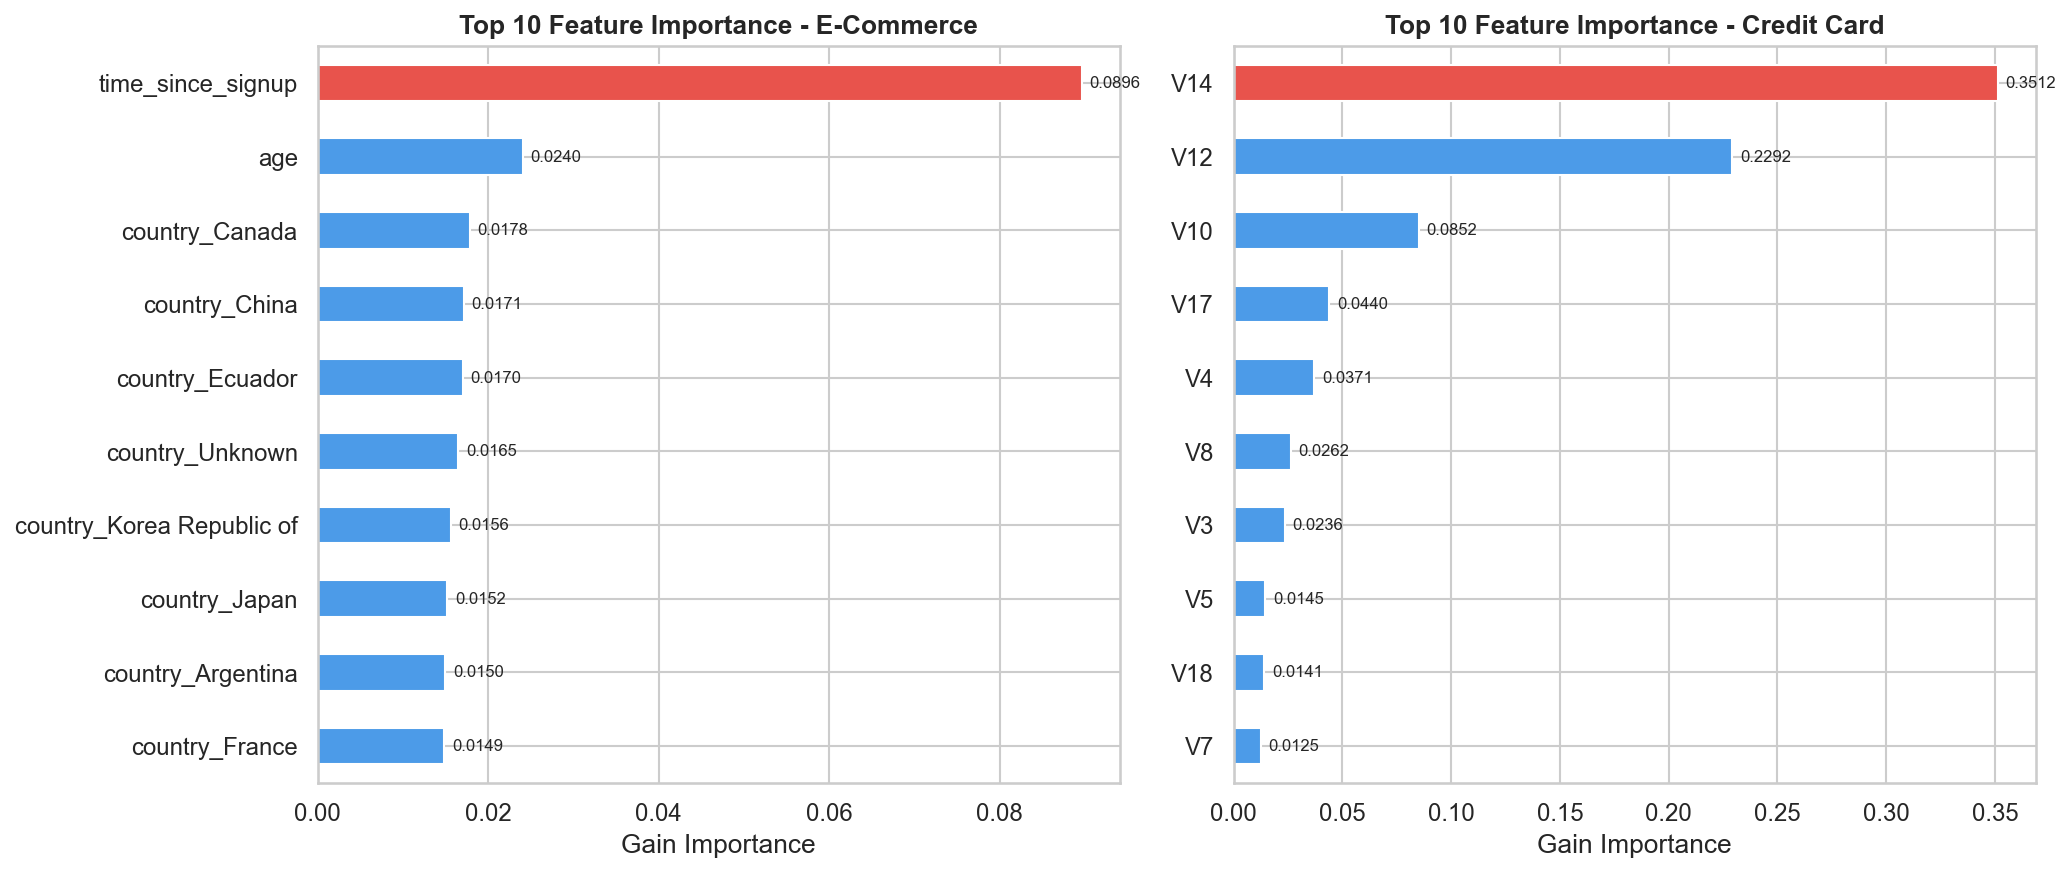 Top 10 Feature Importance - E-Commerce
time_since_signup
0.0896
age
0.0240
country_Canada
0.0178
country_China
0.0171
country_Ecuador
0.0170
country_Unknown
0.0165
country_Korea Republic of
0.0156
country_Japan
0.0152
country_Argentina
0.0150
country_France
0.0149
0.00 0.02 0.04 0.06 0.08
Gain Importance
Top 10 Feature Importance - Credit Card
V14
0.3512
V12
0.2292
V10
0.0852
V17
0.0440
V4
0.0371
V8
0.0262
V3
0.0236
V5
0.0145
V18
0.0141
V7
0.0125
0.00 0.05 0.10 0.15 0.20 0.25 0.30 0.35
Gain Importance